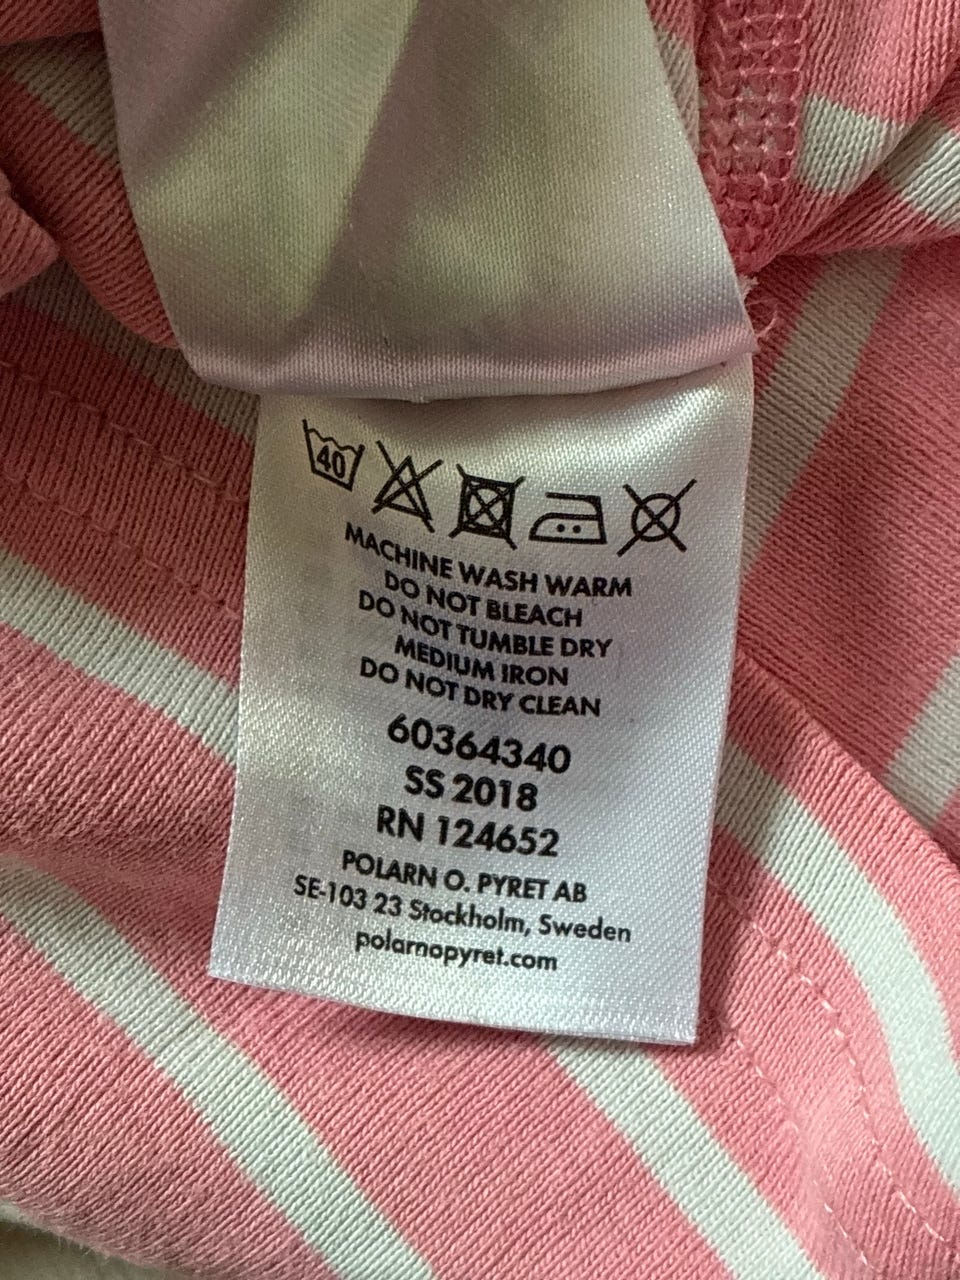 40
MACHINE WASH WARM
DO NOT BLEACH
DO NOT TUMBLE DRY
MEDIUM IRON
DO NOT DRY CLEAN
60364340
SS 2018
RN 124652
POLARN O. PYRET AB
SE-103 23 Stockholm, Sweden
polarnopyret.com